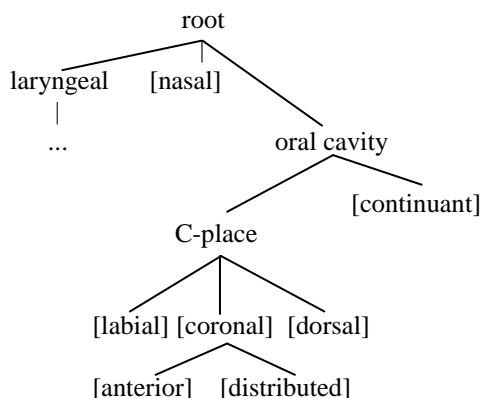 root
laryngeal [nasal]
...
oral cavity
[continuant]
C-place
[labial] [coronal] [dorsal]
[anterior] [distributed]